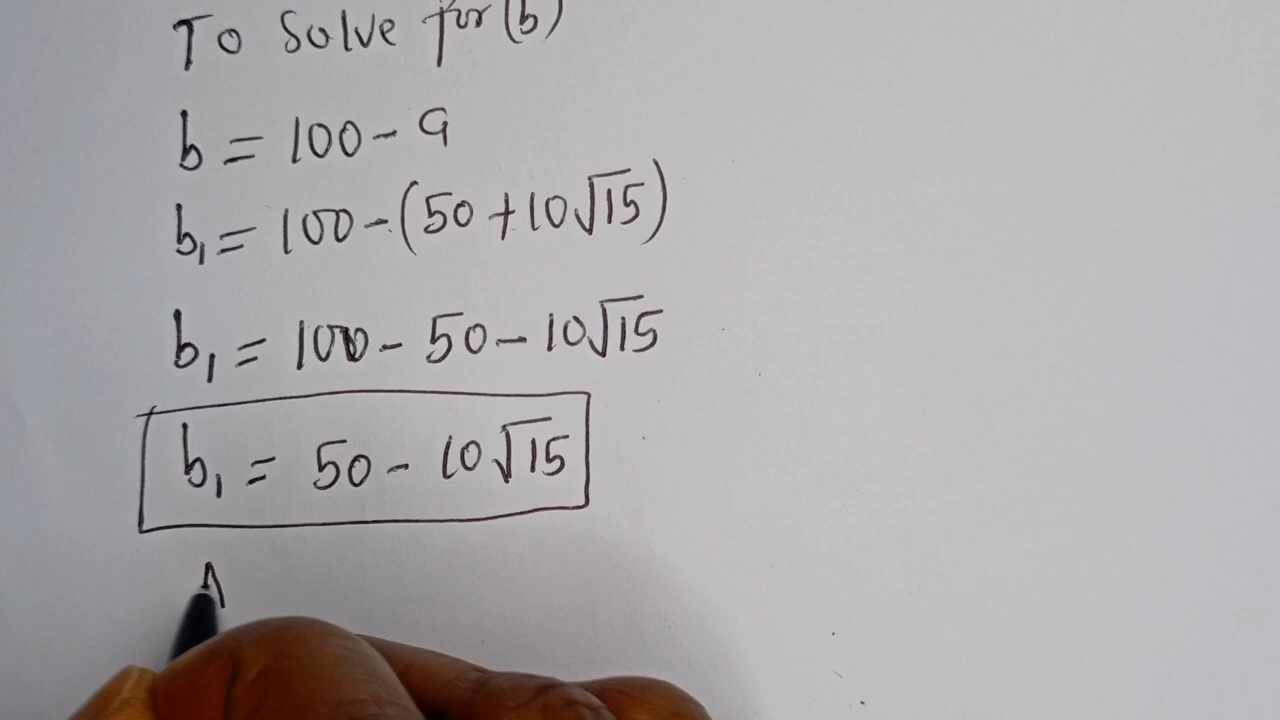 To Solve for (b)
b = 100 - a
b₁ = 100 - (50 + 10√15)
b₁ = 100 - 50 - 10√15
b₁ = 50 - 10√15